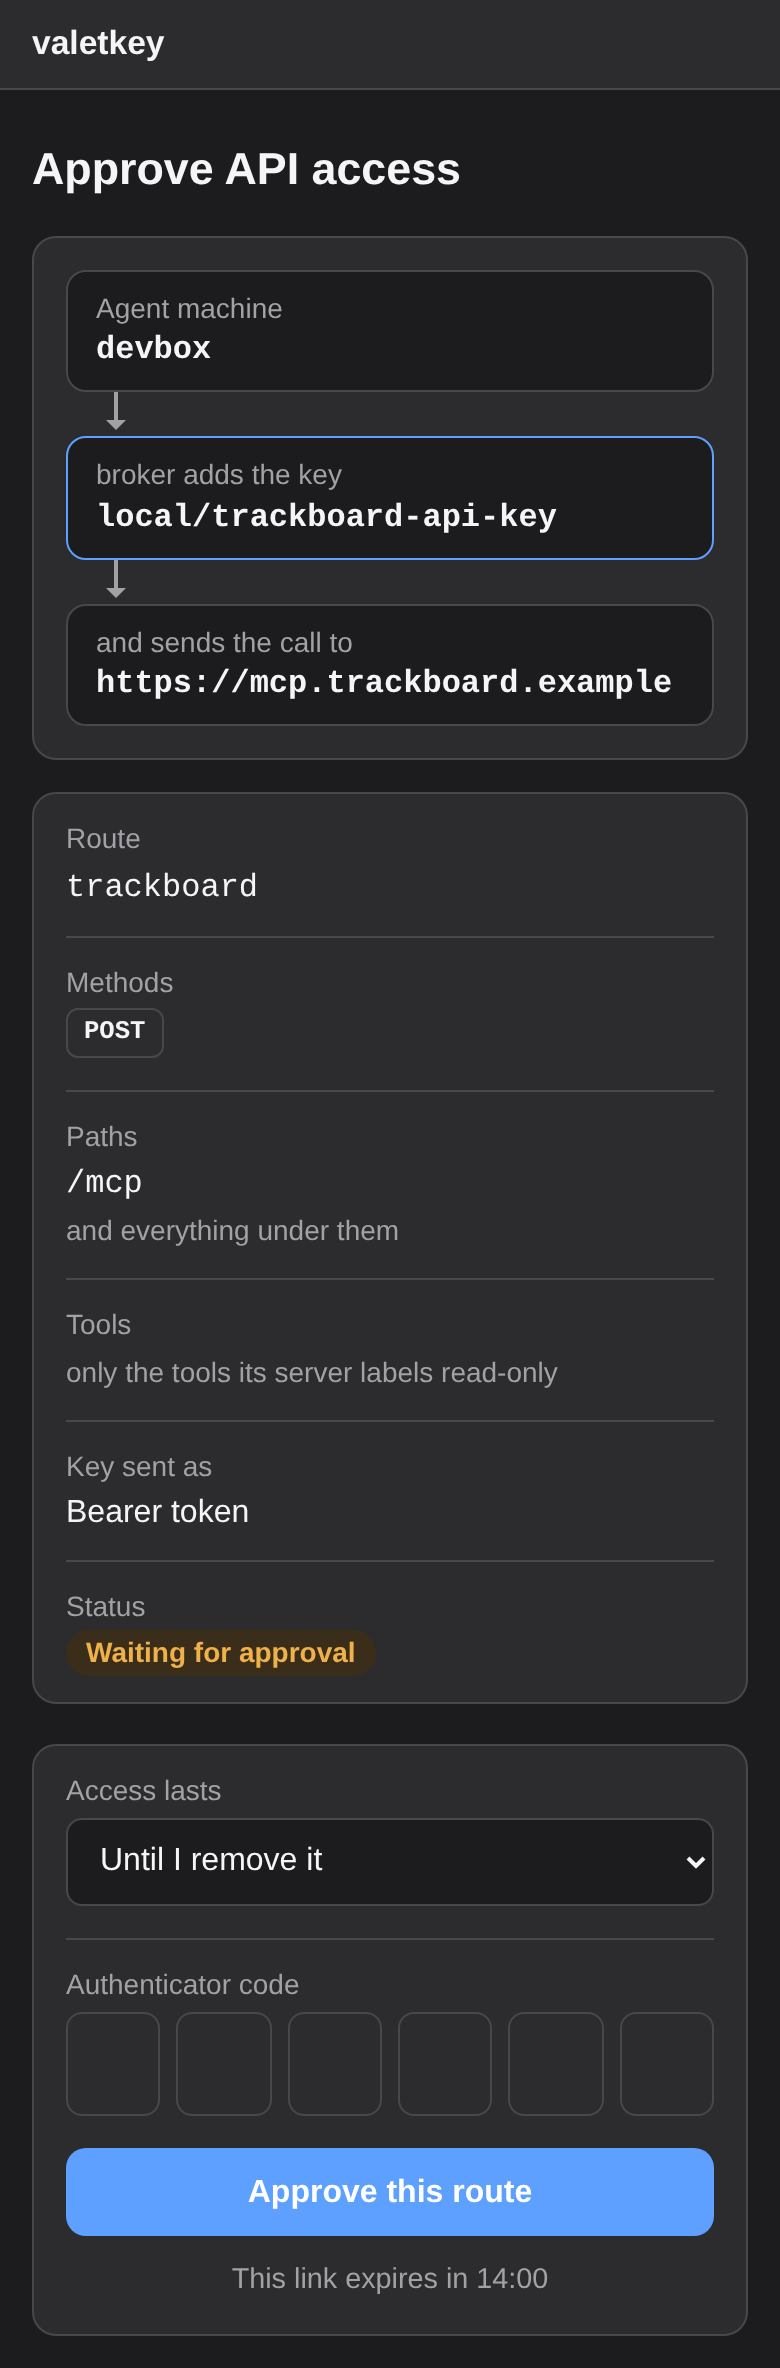 valetkey
Approve API access
Agent machine
devbox
broker adds the key
local/trackboard-api-key
and sends the call to
https://mcp.trackboard.example
Route
trackboard
Methods
POST
Paths
/mcp
and everything under them
Tools
only the tools its server labels read-only
Key sent as
Bearer token
Status
Waiting for approval
Access lasts
Until I remove it
Authenticator code
Approve this route
This link expires in 14:00